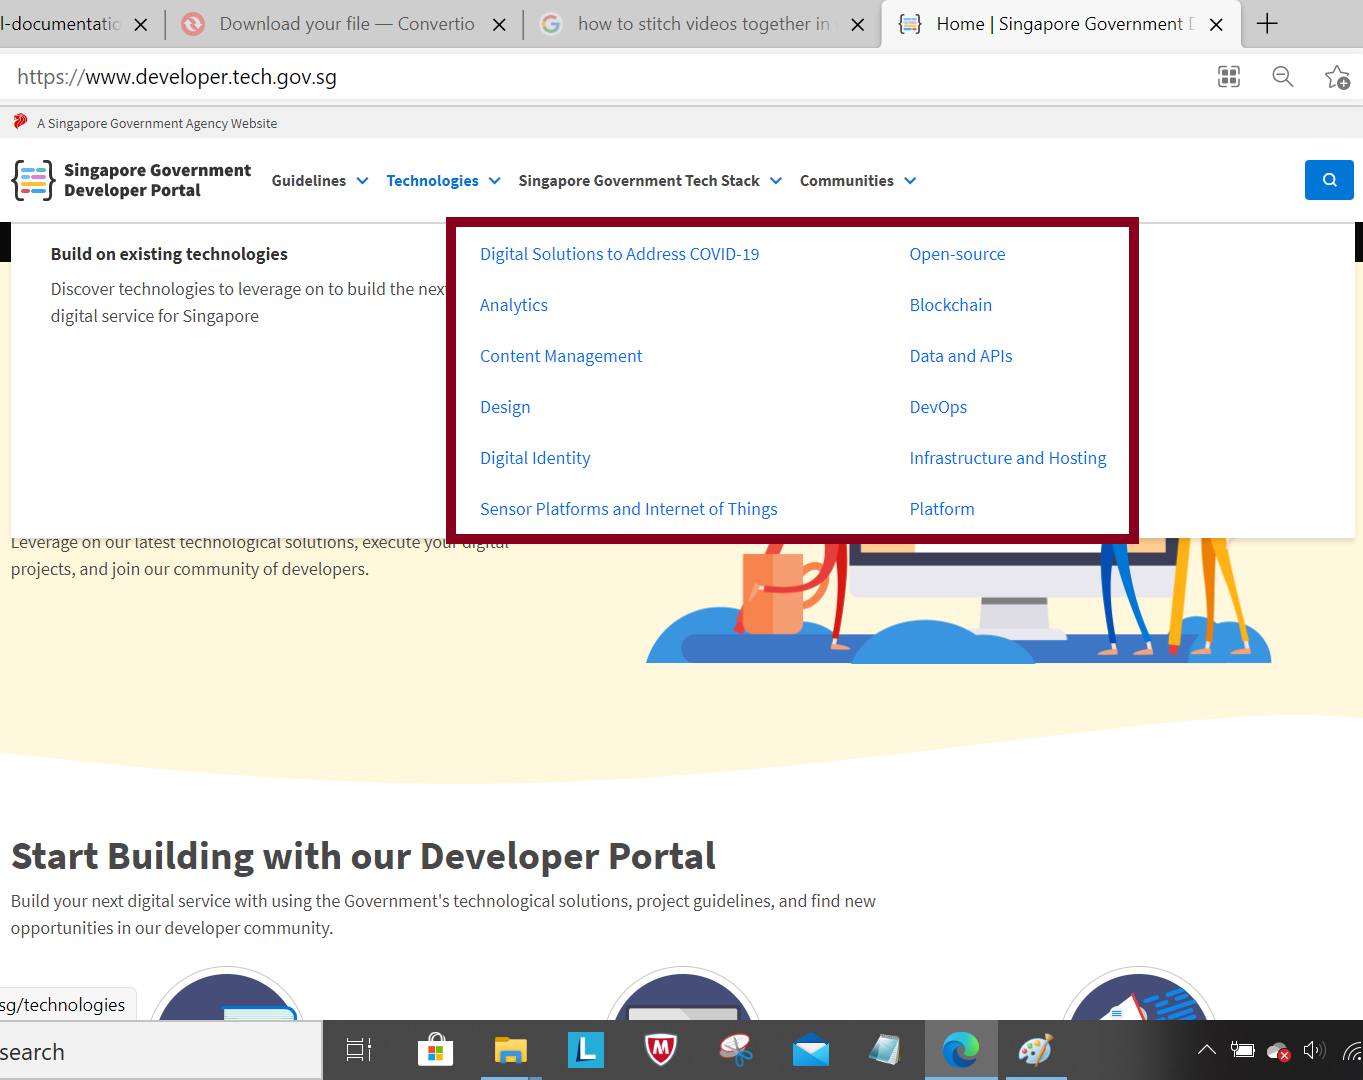 l-documentatio
Download your file — Convertio
how to stitch videos together in
Home | Singapore Government D
https://www.developer.tech.gov.sg
A Singapore Government Agency Website
Singapore Government
Developer Portal
Guidelines
Technologies
Singapore Government Tech Stack
Communities
Build on existing technologies
Discover technologies to leverage on to build the nex
digital service for Singapore
Digital Solutions to Address COVID-19
Open-source
Analytics
Blockchain
Content Management
Data and APIs
Design
DevOps
Digital Identity
Infrastructure and Hosting
Sensor Platforms and Internet of Things
Platform
Leverage on our latest technological solutions, execute your digital
projects, and join our community of developers.
Start Building with our Developer Portal
Build your next digital service with using the Government's technological solutions, project guidelines, and find new
opportunities in our developer community.
sg/technologies
search
L